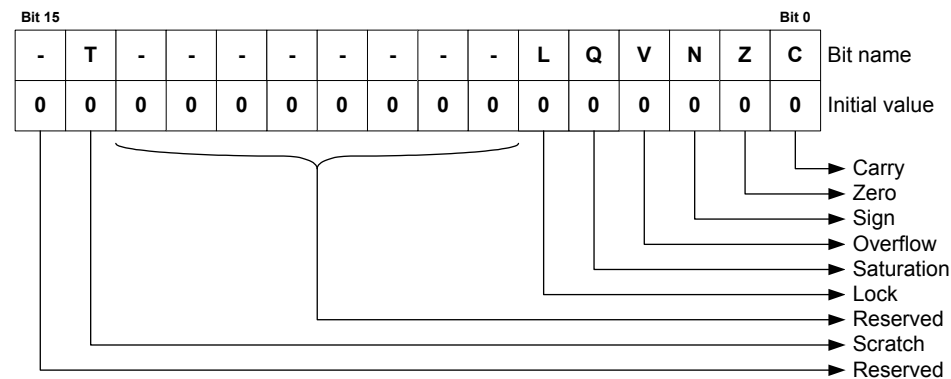 Bit 15 Bit 0
- T - - - - - - - - L Q V N Z C Bit name
0 0 0 0 0 0 0 0 0 0 0 0 0 0 0 0 Initial value
Carry
Zero
Sign
Overflow
Saturation
Lock
Reserved
Scratch
Reserved